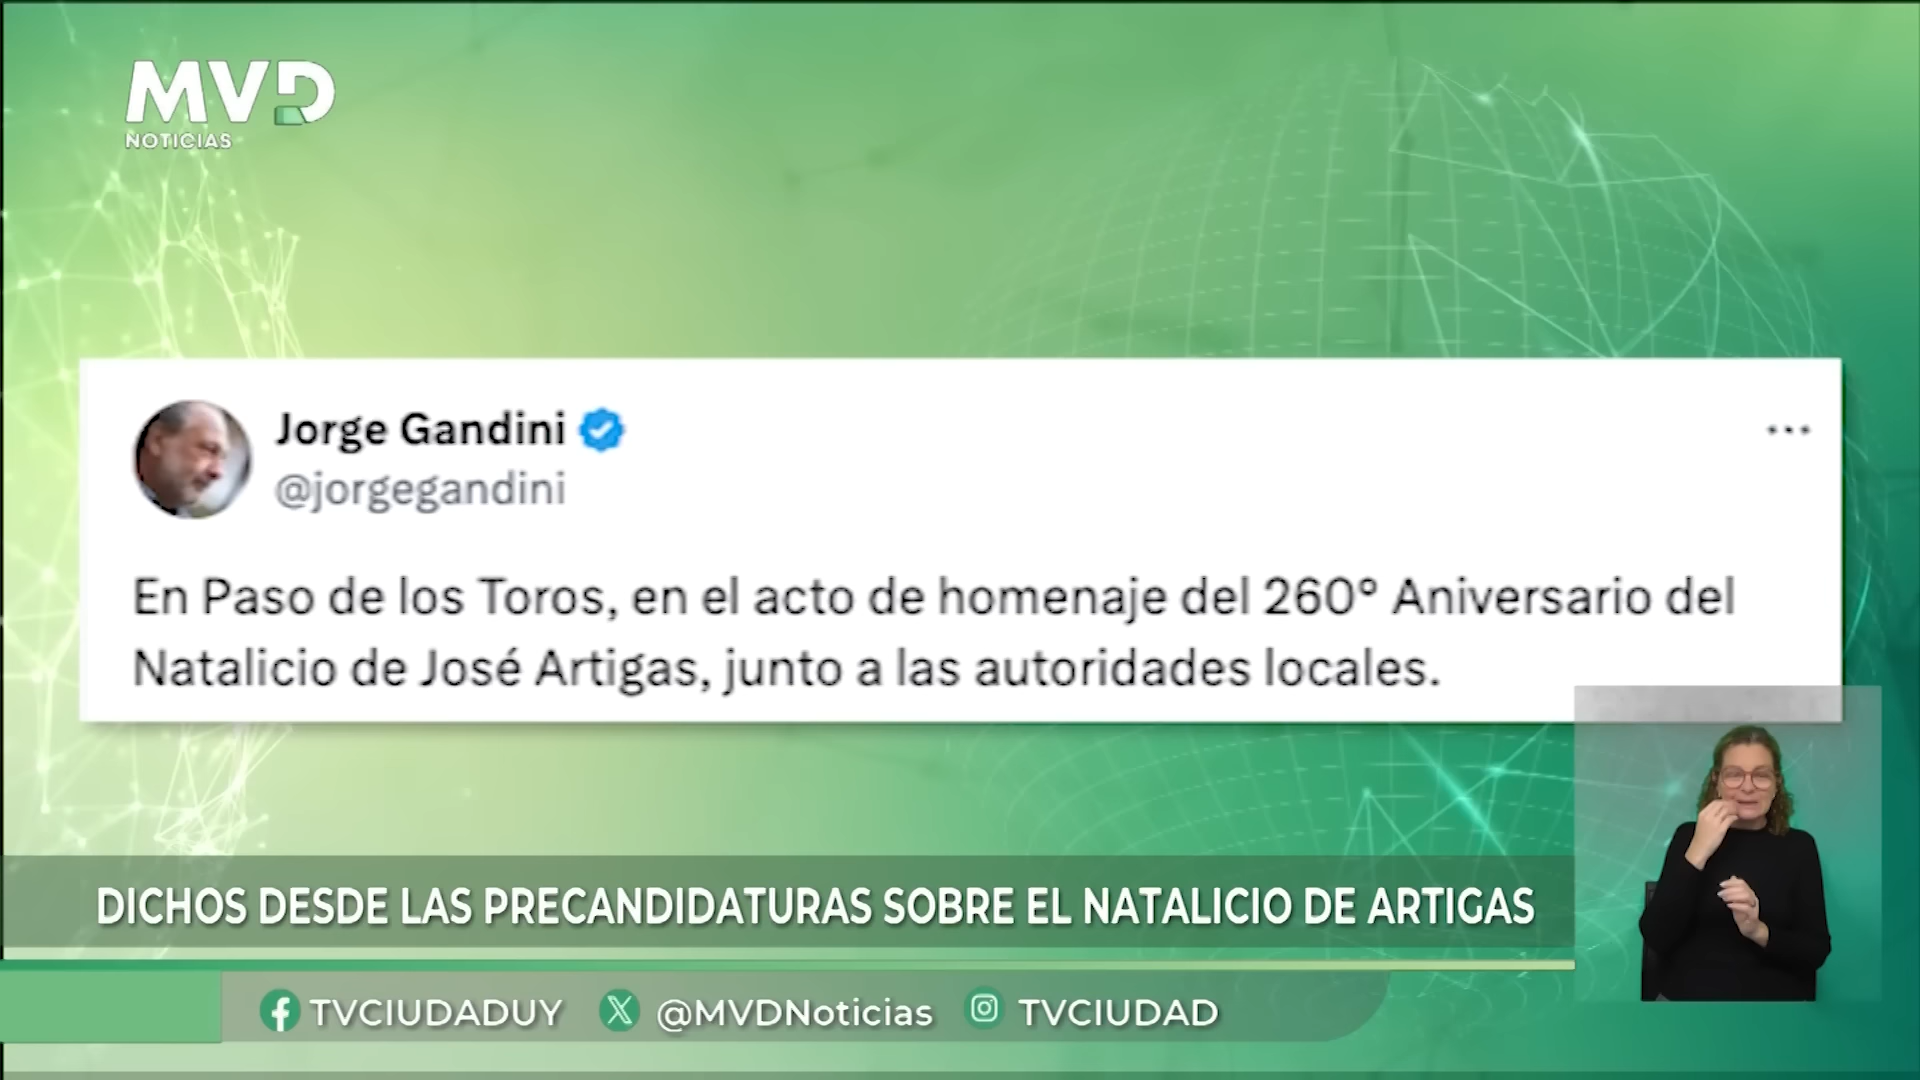 MVD
NOTICIAS
Jorge Gandini
@jorgegandini
En Paso de los Toros, en el acto de homenaje del 260° Aniversario del
Natalicio de José Artigas, junto a las autoridades locales.
DICHOS DESDE LAS PRECANDIDATURAS SOBRE EL NATALICIO DE ARTIGAS
TVCIUDADUY @MVDNoticias TVCIUDAD